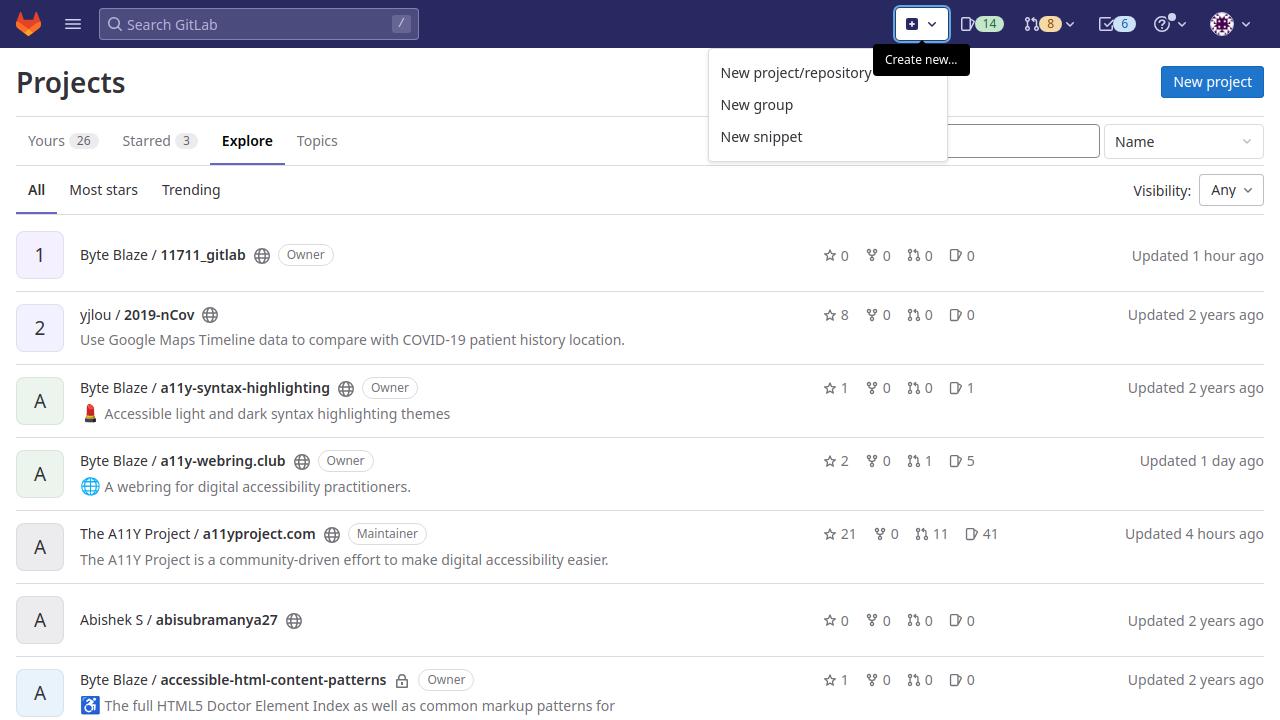 Search GitLab
/
14
8
6
Create new...
New project/repository
New group
New snippet
Projects
New project
Yours 26
Starred 3
Explore
Topics
Name
All
Most stars
Trending
Visibility:
Any
1
Byte Blaze / 11711_gitlab
Owner
0 0 0 0
Updated 1 hour ago
2
yjlou / 2019-nCov
8 0 0 0
Updated 2 years ago
Use Google Maps Timeline data to compare with COVID-19 patient history location.
A
Byte Blaze / a11y-syntax-highlighting
Owner
1 0 0 1
Updated 2 years ago
Accessible light and dark syntax highlighting themes
A
Byte Blaze / a11y-webring.club
Owner
2 0 1 5
Updated 1 day ago
A webring for digital accessibility practitioners.
A
The A11Y Project / a11yproject.com
Maintainer
21 0 11 41
Updated 4 hours ago
The A11Y Project is a community-driven effort to make digital accessibility easier.
A
Abishek S / abisubramanya27
0 0 0 0
Updated 2 years ago
A
Byte Blaze / accessible-html-content-patterns
Owner
1 0 0 0
Updated 2 years ago
The full HTML5 Doctor Element Index as well as common markup patterns for